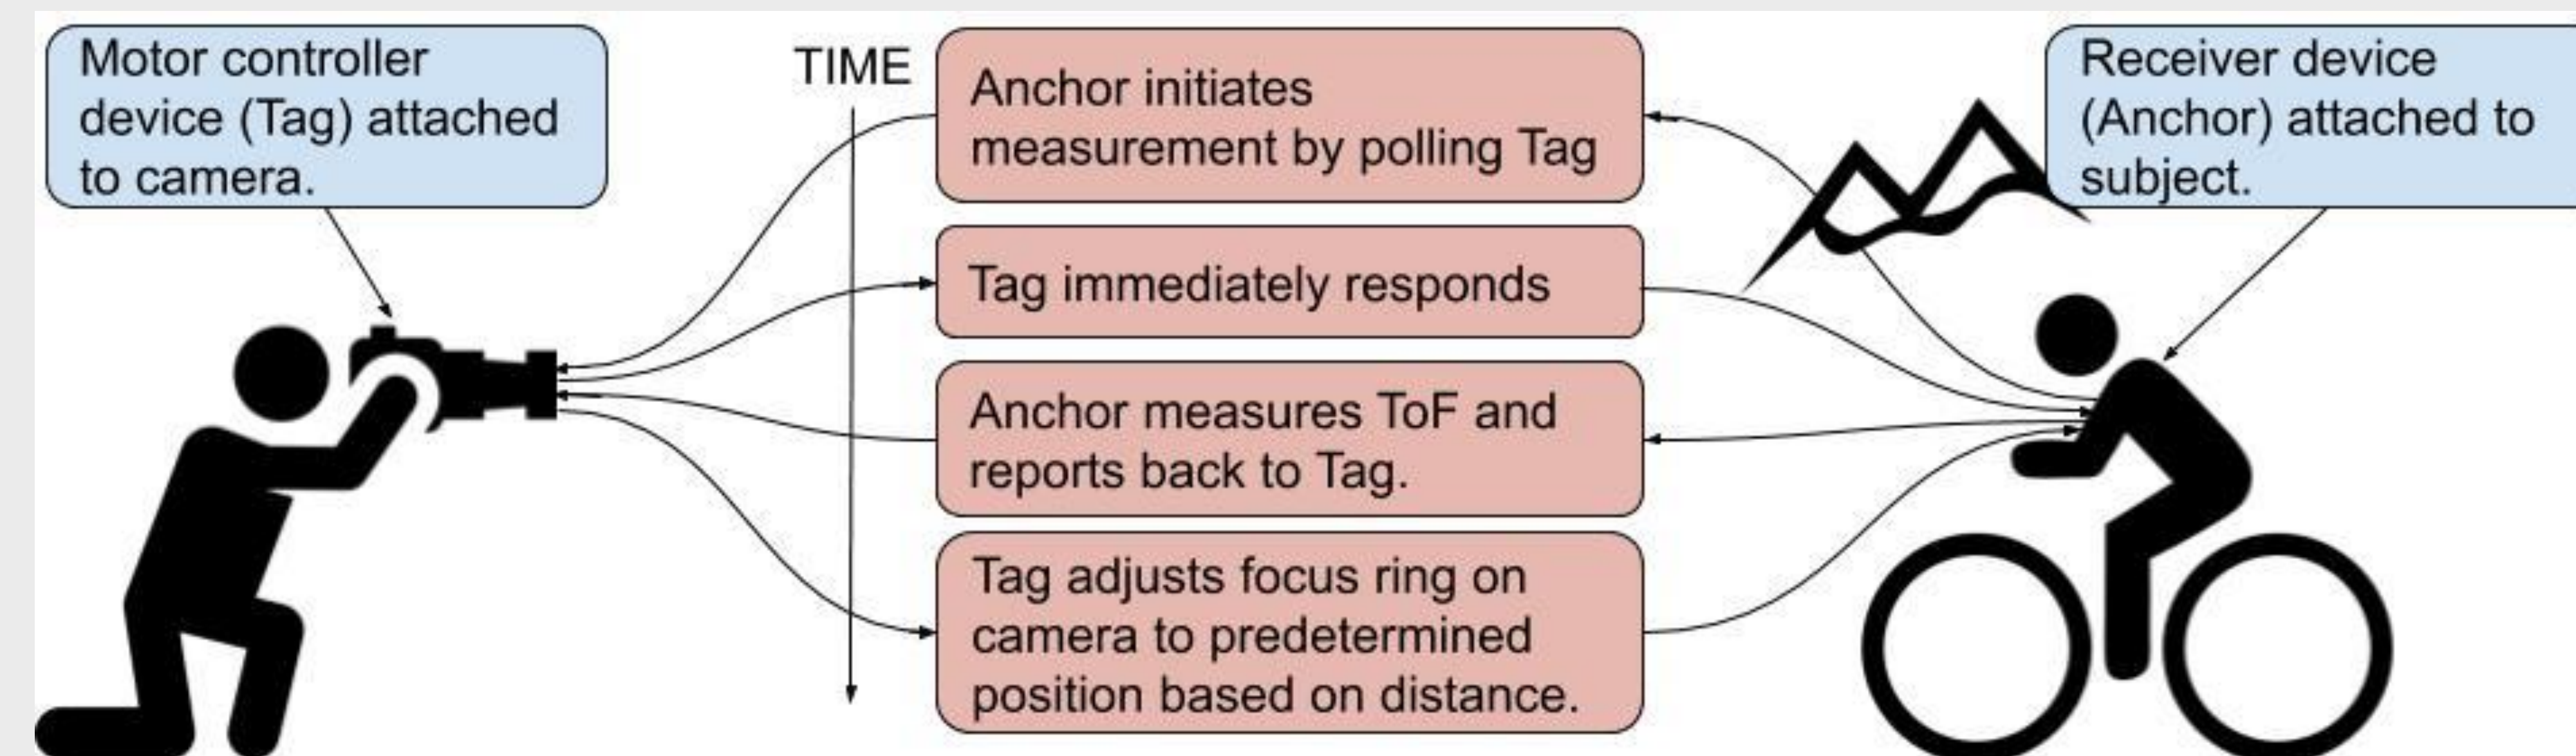 Motor controller
device (Tag) attached
to camera.
TIME
Anchor initiates
measurement by polling Tag
Tag immediately responds
Anchor measures ToF and
reports back to Tag.
Tag adjusts focus ring on
camera to predetermined
position based on distance.
Receiver device
(Anchor) attached to
subject.